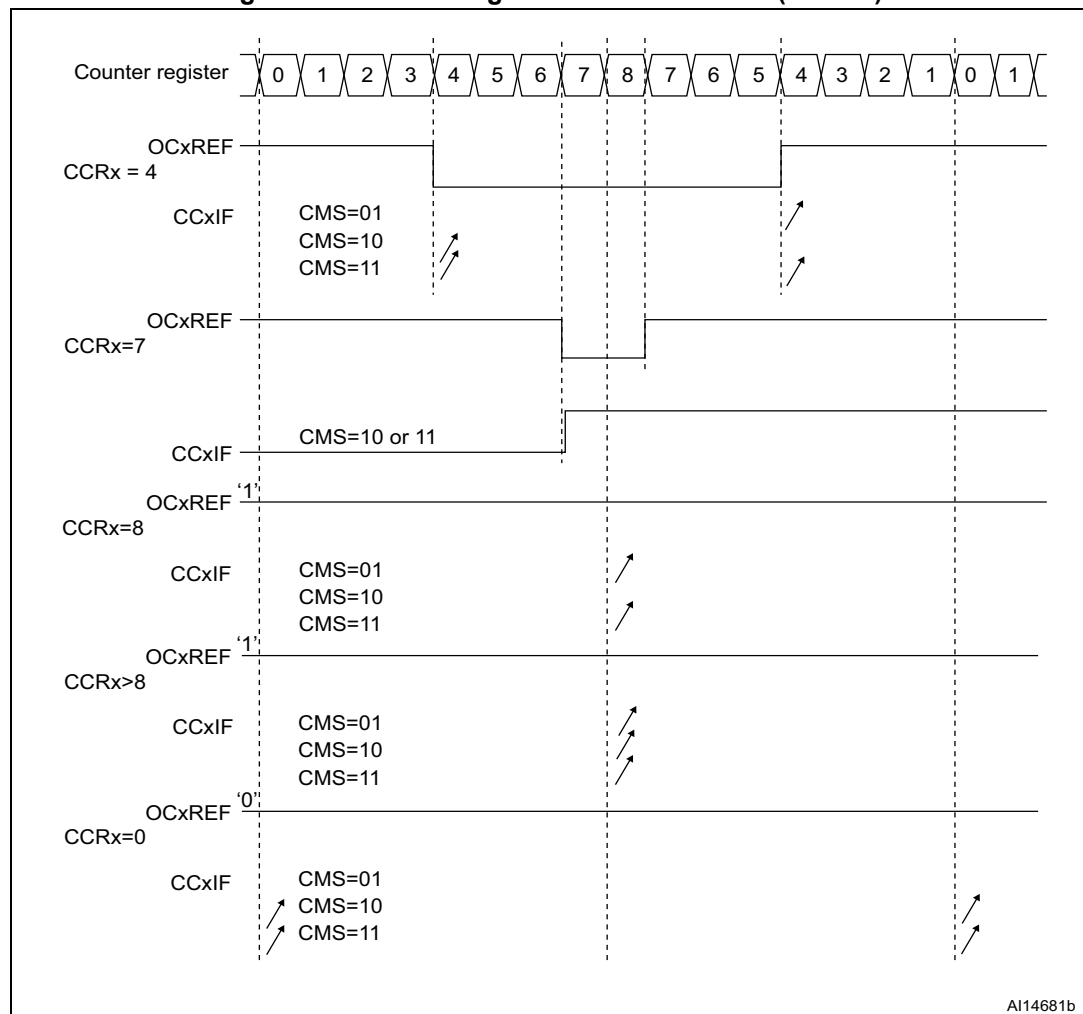 Counter register 0 1 2 3 4 5 6 7 8 7 6 5 4 3 2 1 0 1
OCxREF
CCRx = 4
CCxIF
CMS=01
CMS=10
CMS=11
OCxREF
CCRx=7
CMS=10 or 11
CCxIF
OCxREF '1'
CCRx=8
CCxIF
CMS=01
CMS=10
CMS=11
OCxREF '1'
CCRx>8
CCxIF
CMS=01
CMS=10
CMS=11
OCxREF '0'
CCRx=0
CCxIF
CMS=01
CMS=10
CMS=11
AI14681b